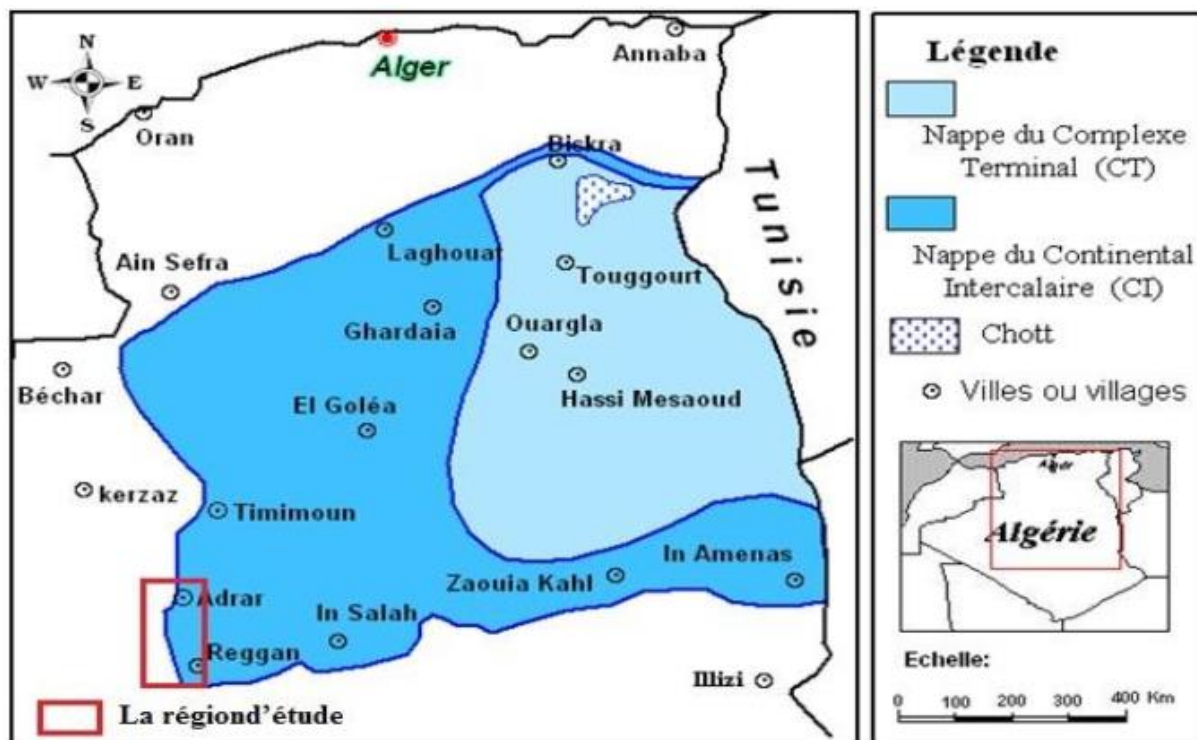 N
W E
S
Alger
Annaba
Oran
Biskra
Tunisie
Laghouat
Ain Sefra
Touggourt
Ghardaia
Ouargla
Béchar
Hassi Mesaoud
El Goléa
kerzaz
Timimoun
In Amenas
Zaouia Kahl
Adrar
In Salah
Reggan
Illizi
La régiond'étude
Légende
Nappe du Complexe
Terminal (CT)
Nappe du Continental
Intercalaire (CI)
Chott
Villes ou villages
Alger
Algérie
Echelle:
0 100 200 300 400 Km